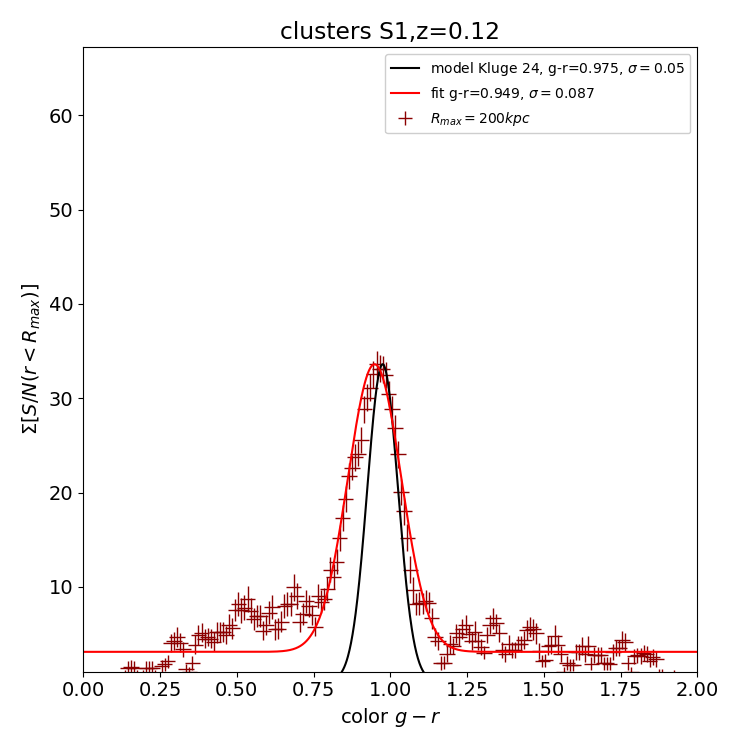 clusters S1,z=0.12
model Kluge 24, g-r=0.975, σ = 0.05
fit g-r=0.949, σ = 0.087
R_max = 200kpc
Σ[S/N(r < R_max)]
60
50
40
30
20
10
0.00 0.25 0.50 0.75 1.00 1.25 1.50 1.75 2.00
color g − r